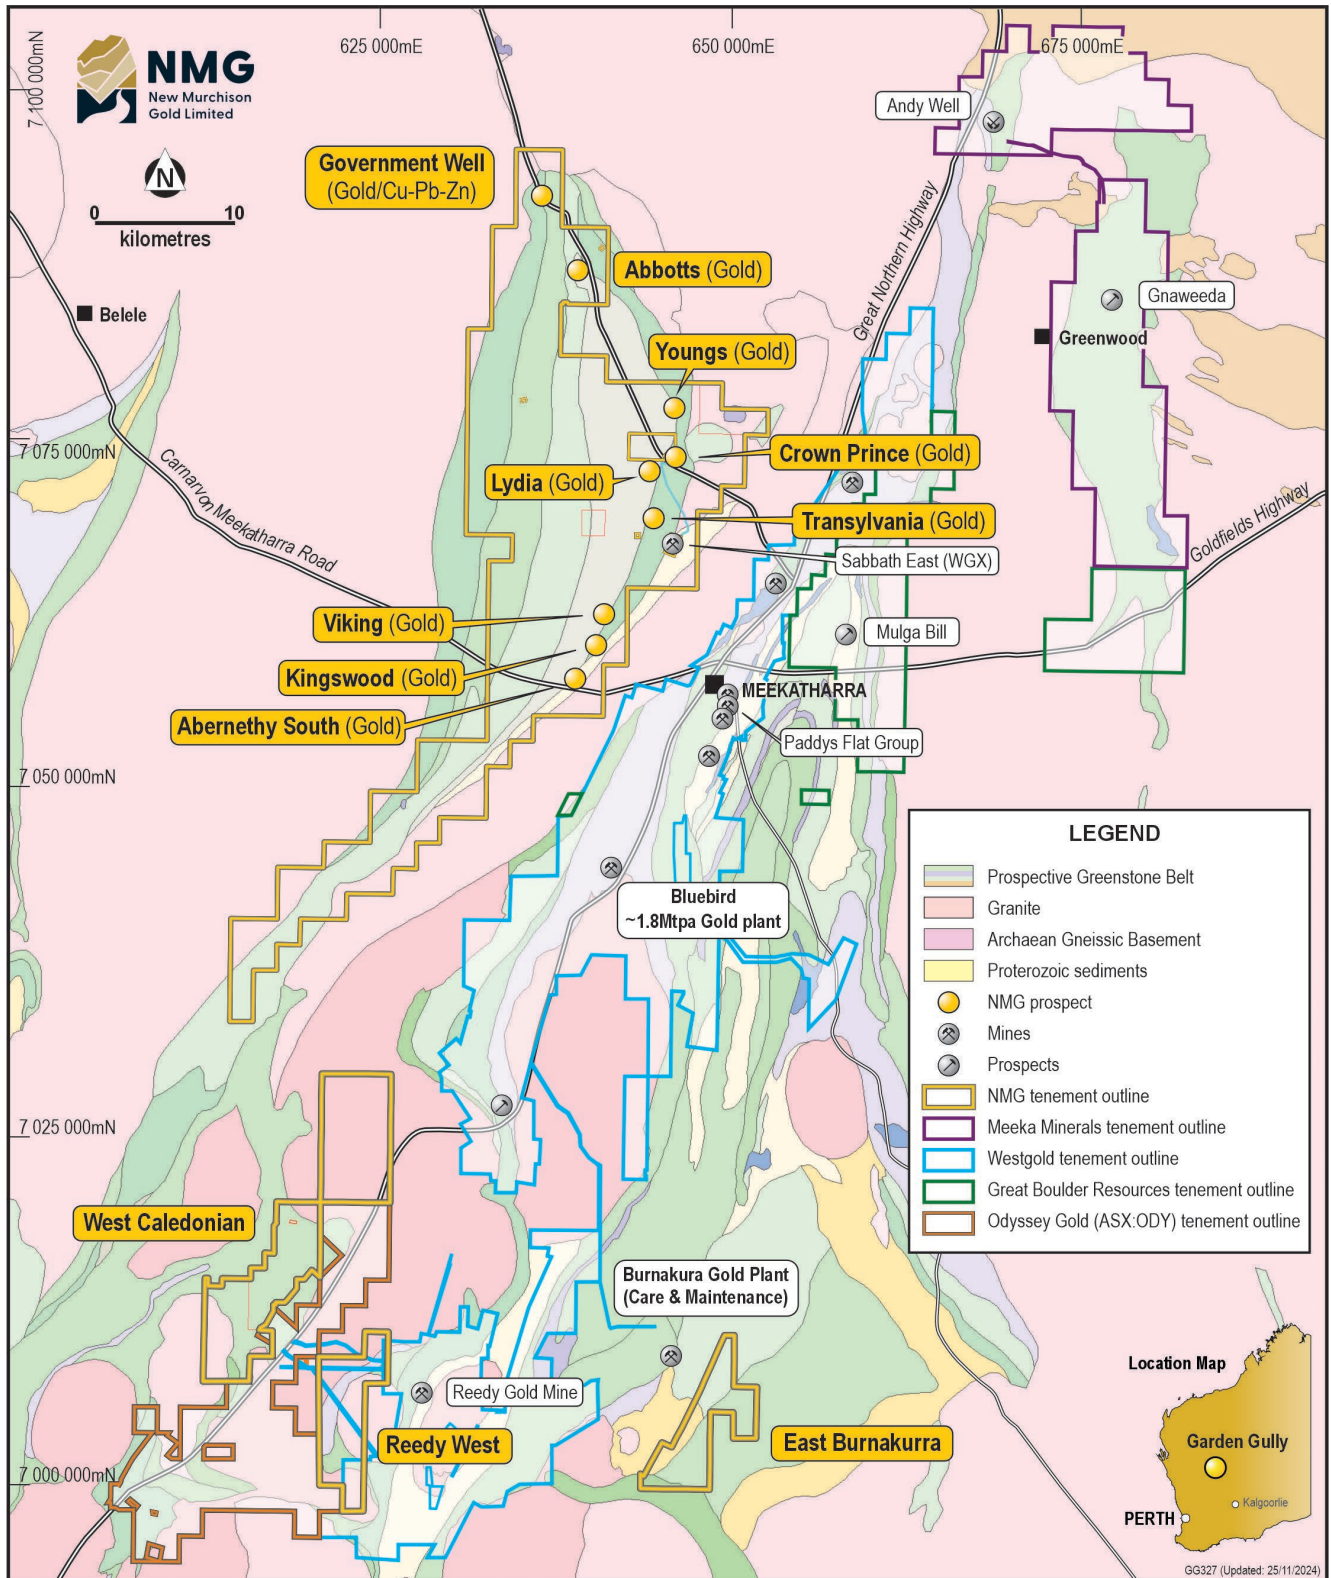 625 000mE
650 000mE
675 000mE
7 100 000mN
NMG
New Murchison
Gold Limited
N
0 10
kilometres
Andy Well
Government Well
(Gold/Cu-Pb-Zn)
Great Northern Highway
Abbotts (Gold)
Gnaweeda
Belele
Greenwood
Youngs (Gold)
7 075 000mN
Crown Prince (Gold)
Carnarvon Meekatharra Road
Lydia (Gold)
Goldfields Highway
Transylvania (Gold)
Sabbath East (WGX)
Viking (Gold)
Mulga Bill
Kingswood (Gold)
MEEKATHARRA
Abernethy South (Gold)
Paddys Flat Group
7 050 000mN
LEGEND
Prospective Greenstone Belt
Granite
Archaean Gneissic Basement
Proterozoic sediments
NMG prospect
Mines
Prospects
NMG tenement outline
Meeka Minerals tenement outline
Westgold tenement outline
Great Boulder Resources tenement outline
Odyssey Gold (ASX:ODY) tenement outline
Bluebird
~1.8Mtpa Gold plant
7 025 000mN
West Caledonian
Burnakura Gold Plant
(Care & Maintenance)
Reedy Gold Mine
Reedy West
East Burnakurra
7 000 000mN
Location Map
Garden Gully
Kalgoorlie
PERTH
GG327 (Updated: 25/11/2024)